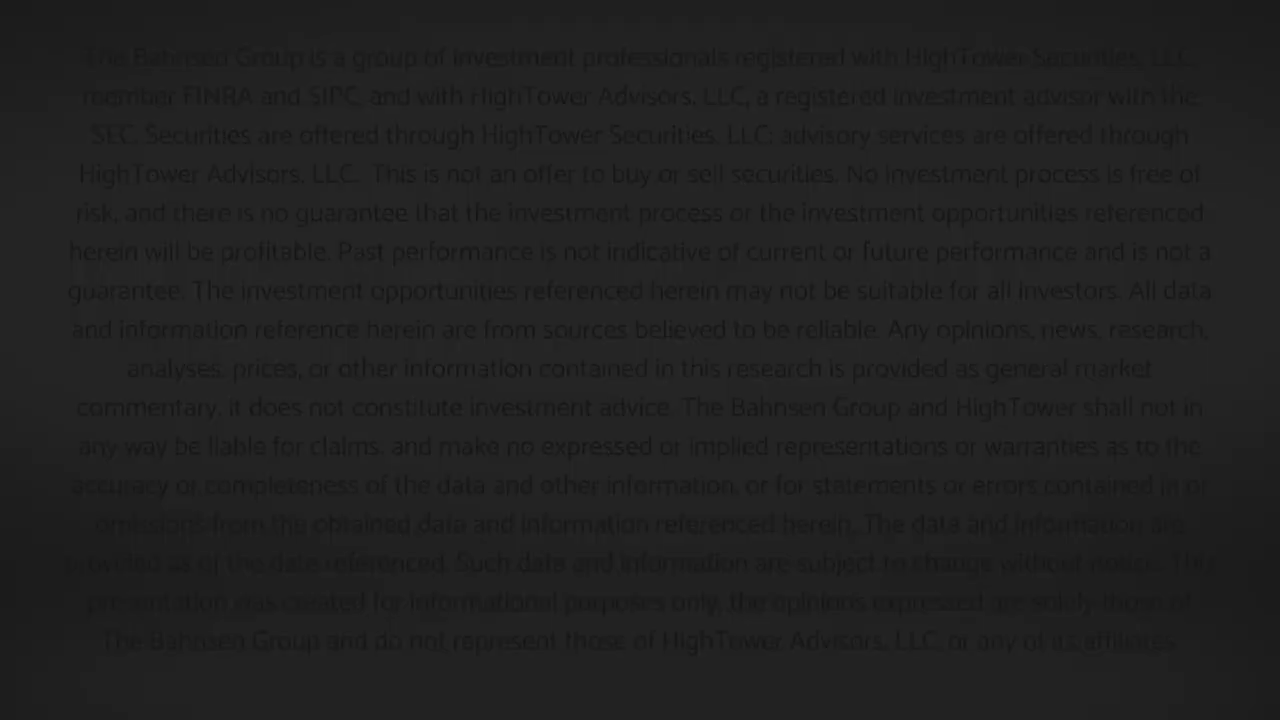 The Bahnsen Group is a group of investment professionals registered with HighTower Securities, LLC,
member FINRA and SIPC, and with HighTower Advisors, LLC, a registered investment advisor with the
SEC. Securities are offered through HighTower Securities, LLC; advisory services are offered through
HighTower Advisors, LLC. This is not an offer to buy or sell securities. No investment process is free of
risk, and there is no guarantee that the investment process or the investment opportunities referenced
herein will be profitable. Past performance is not indicative of current or future performance and is not a
guarantee. The investment opportunities referenced herein may not be suitable for all investors. All data
and information reference herein are from sources believed to be reliable. Any opinions, news, research,
analyses, prices, or other information contained in this research is provided as general market
commentary, it does not constitute investment advice. The Bahnsen Group and HighTower shall not in
any way be liable for claims, and make no expressed or implied representations or warranties as to the
accuracy or completeness of the data and other information, or for statements or errors contained in or
omissions from the obtained data and information referenced herein. The data and information are
provided as of the date referenced. Such data and information are subject to change without notice. This
presentation was created for informational purposes only; the opinions expressed are solely those of
The Bahnsen Group and do not represent those of HighTower Advisors, LLC, or any of its affiliates.